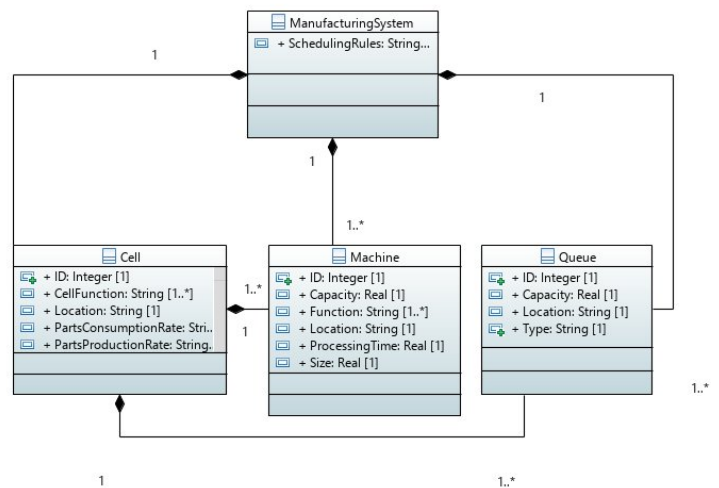 ManufacturingSystem
+ SchedulingRules: String...
1
1
1
1..*
Cell
+ ID: Integer [1]
+ CellFunction: String [1..*]
+ Location: String [1]
+ PartsConsumptionRate: Stri..
+ PartsProductionRate: String.
1..*
1
Machine
+ ID: Integer [1]
+ Capacity: Real [1]
+ Function: String [1..*]
+ Location: String [1]
+ ProcessingTime: Real [1]
+ Size: Real [1]
Queue
+ ID: Integer [1]
+ Capacity: Real [1]
+ Location: String [1]
+ Type: String [1]
1..*
1
1..*